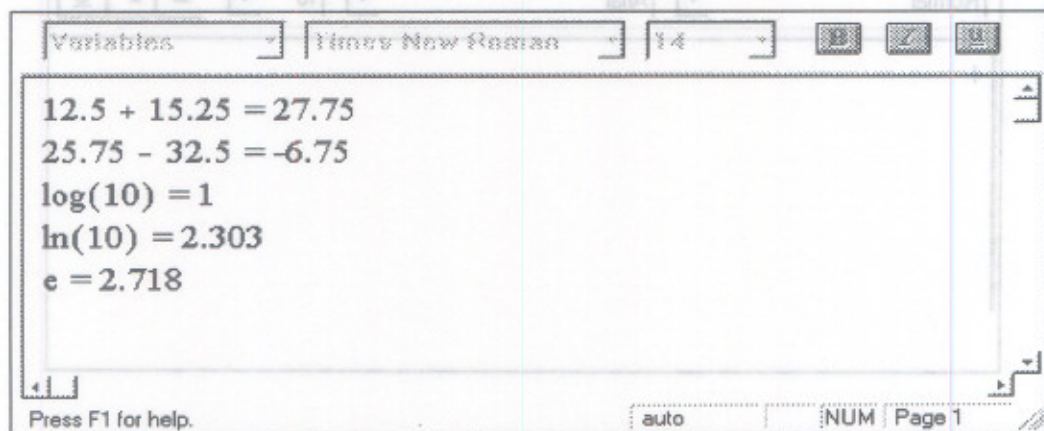 Variables Times New Roman 14 B I U
12.5 + 15.25 = 27.75
25.75 - 32.5 = -6.75
log(10) = 1
ln(10) = 2.303
e = 2.718
Press F1 for help. auto NUM Page 1